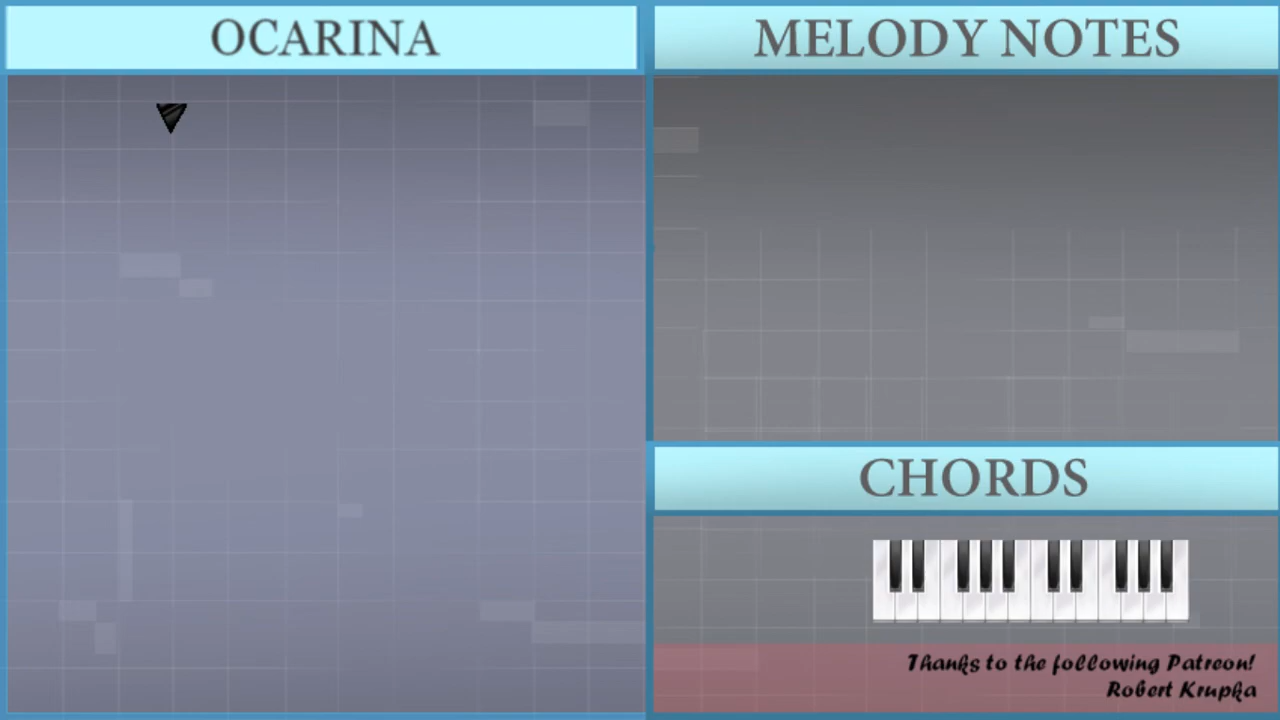 OCARINA
MELODY NOTES
CHORDS
Thanks to the following Patreon!
Robert Krupka